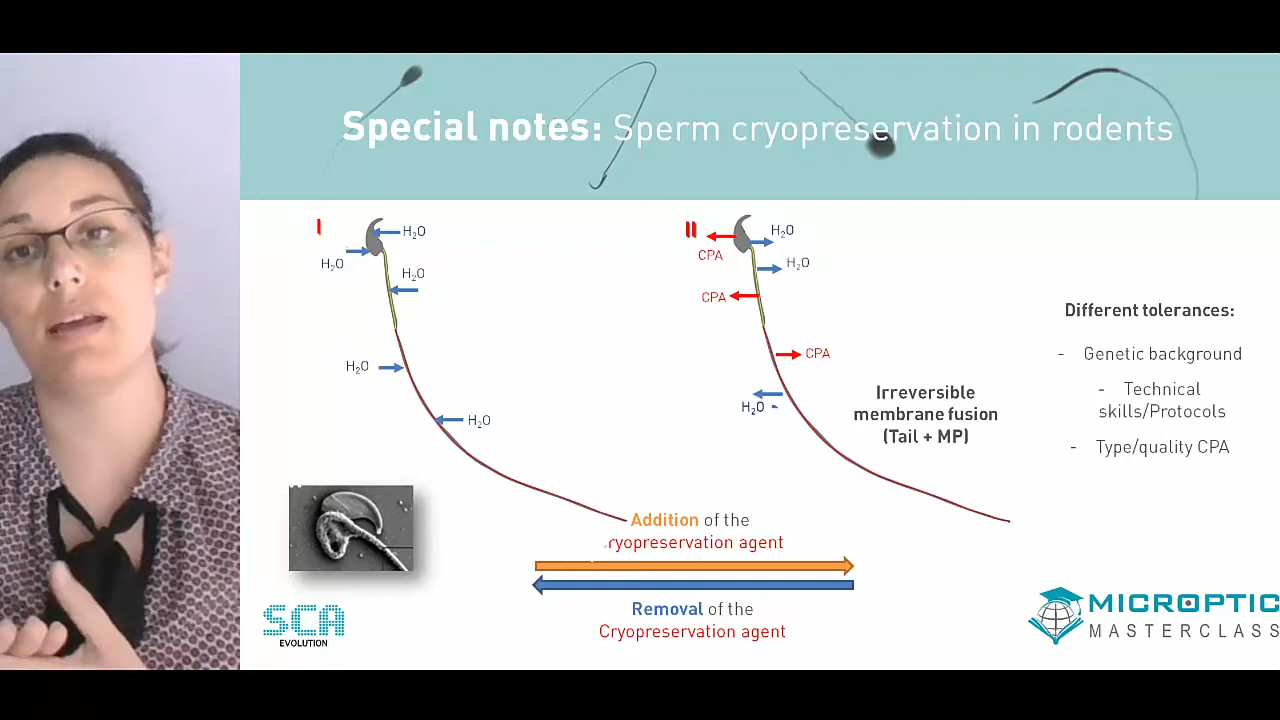 Special notes: Sperm cryopreservation in rodents
I
H₂O
H₂O
H₂O
H₂O
H₂O
II
H₂O
CPA
H₂O
CPA
CPA
H₂O
Irreversible
membrane fusion
(Tail + MP)
Different tolerances:
- Genetic background
- Technical
skills/Protocols
- Type/quality CPA
Addition of the
ryopreservation agent
Removal of the
Cryopreservation agent
SCA
EVOLUTION
MICROPTIC
MASTERCLASS